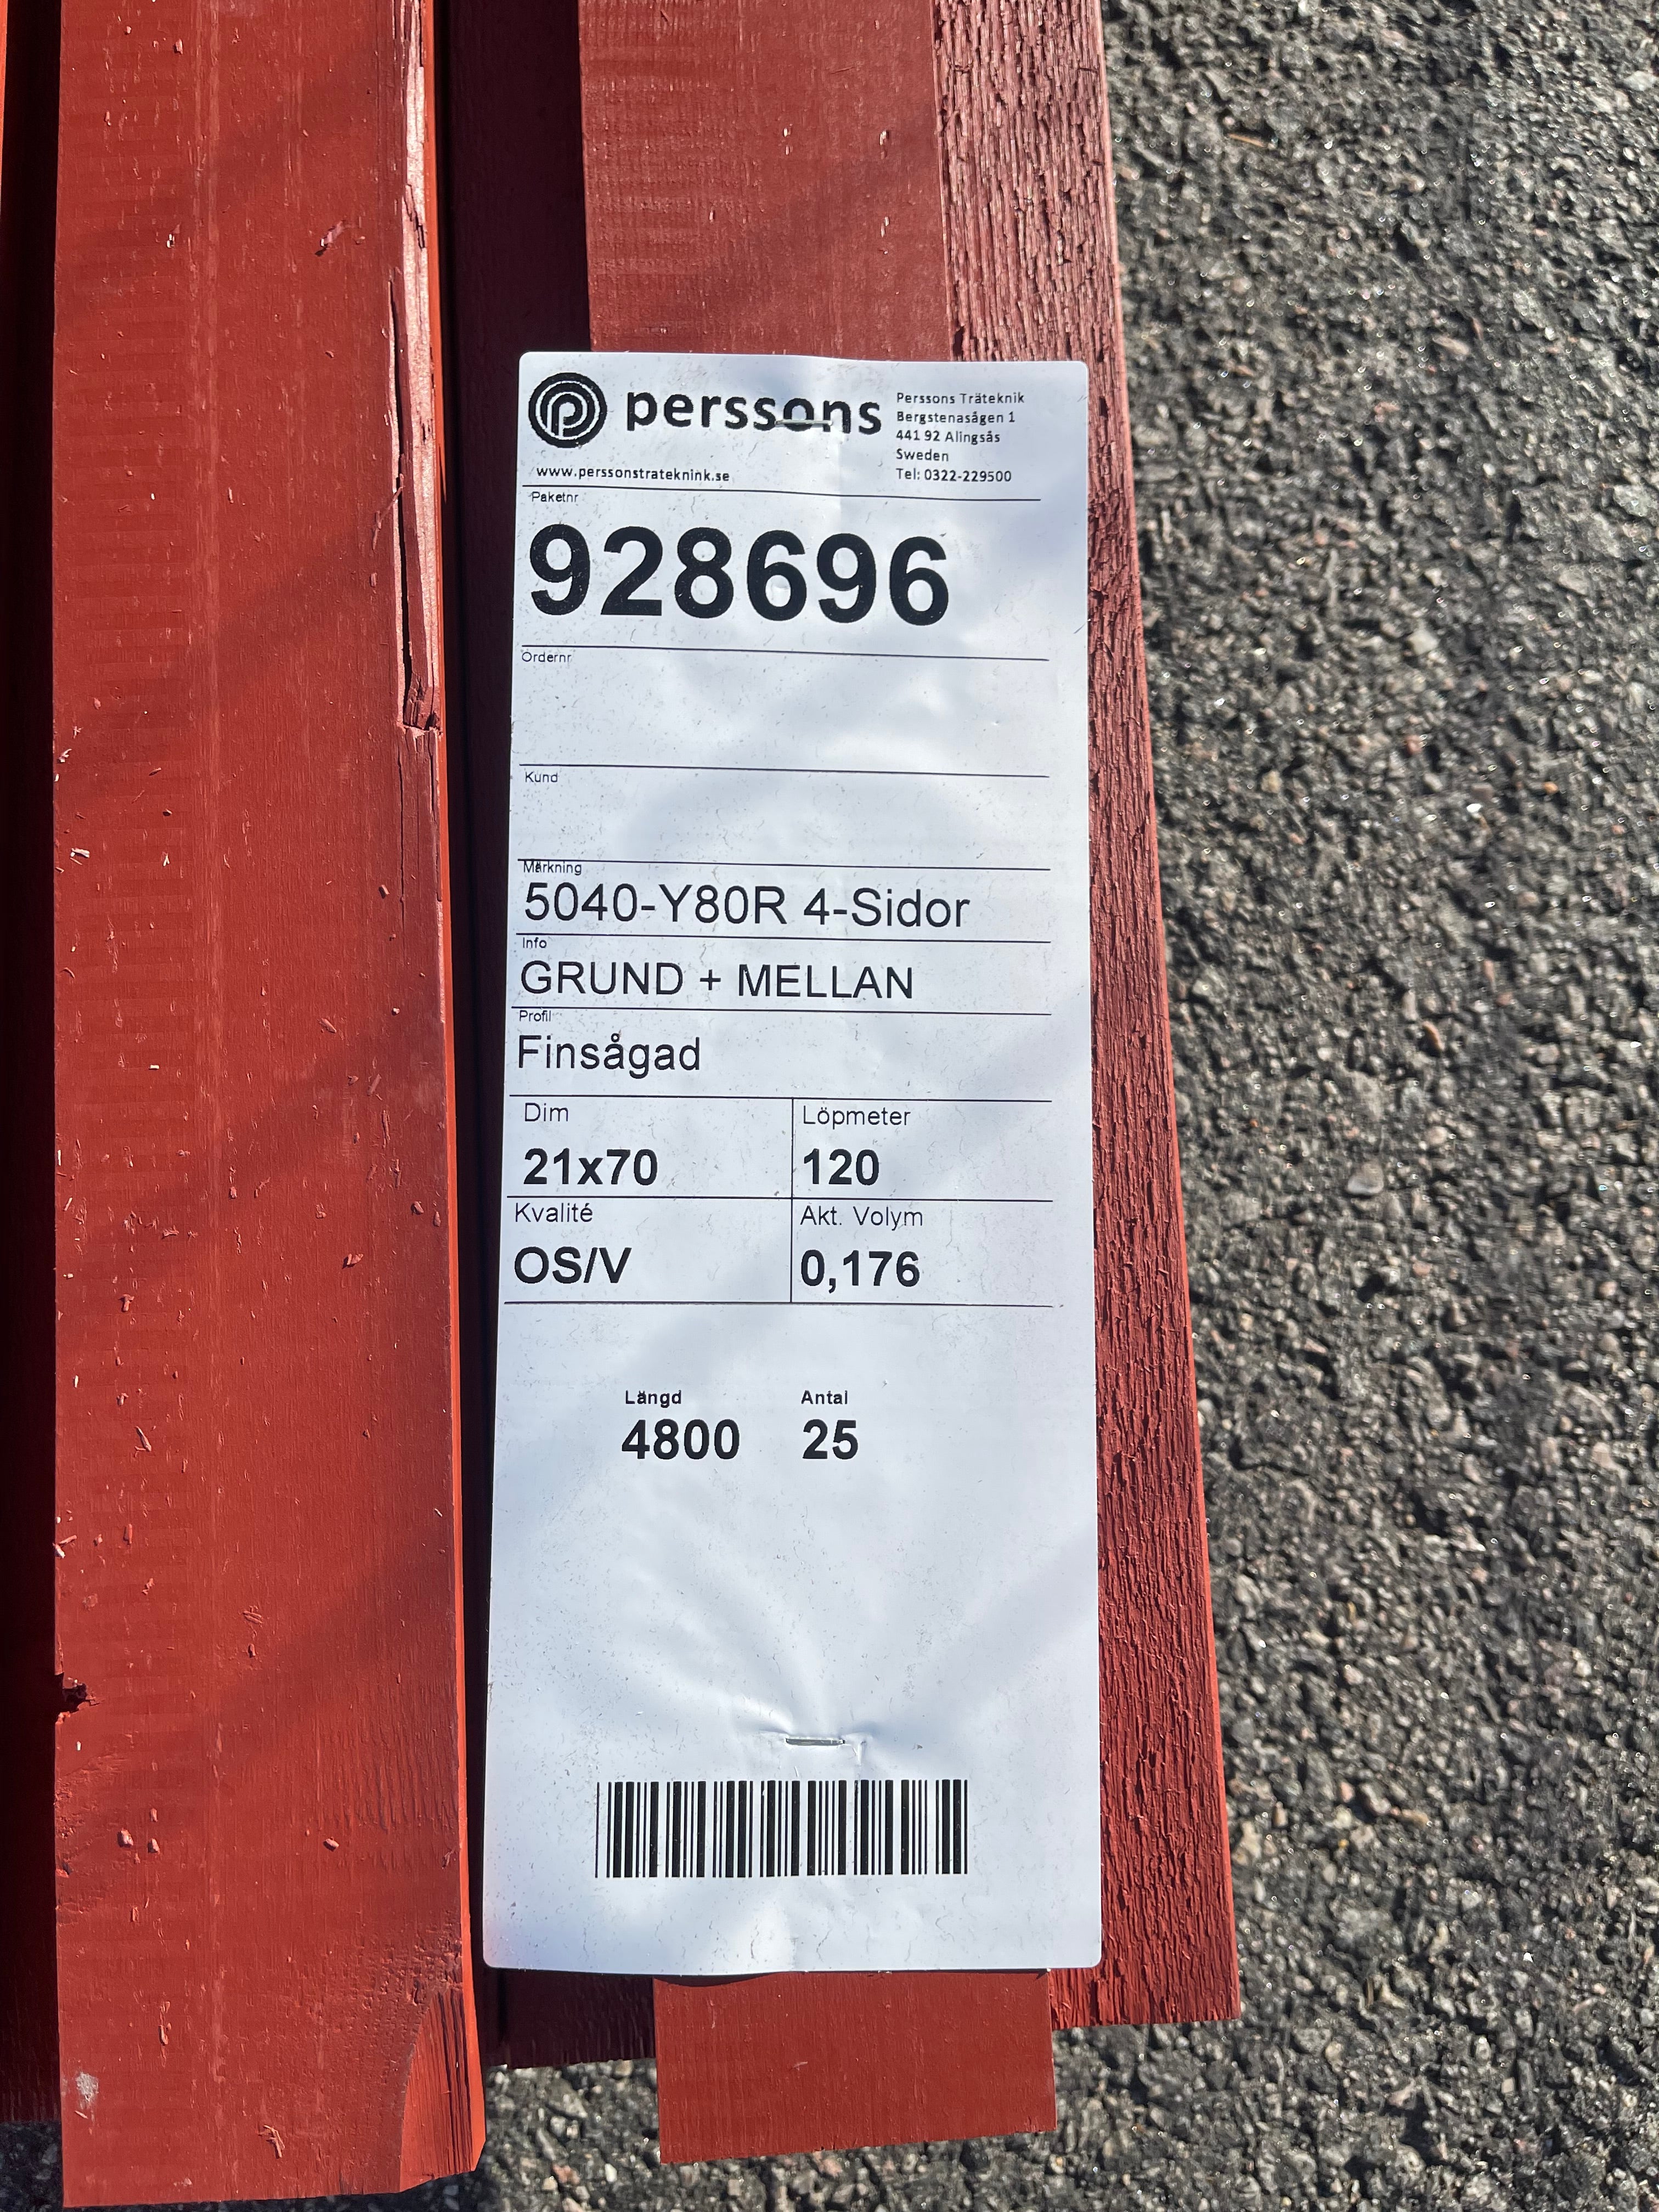 perssons
Perssons Träteknik
Bergstenasågen 1
441 92 Alingsås
Sweden
Tel: 0322-229500
www.perssonstrateknink.se
Paketnr
928696
Ordernr
Kund
Märkning
5040-Y80R 4-Sidor
Info
GRUND + MELLAN
Profil
Finsågad
Dim Löpmeter
21x70 120
Kvalité Akt. Volym
OS/V 0,176
Längd Antal
4800 25